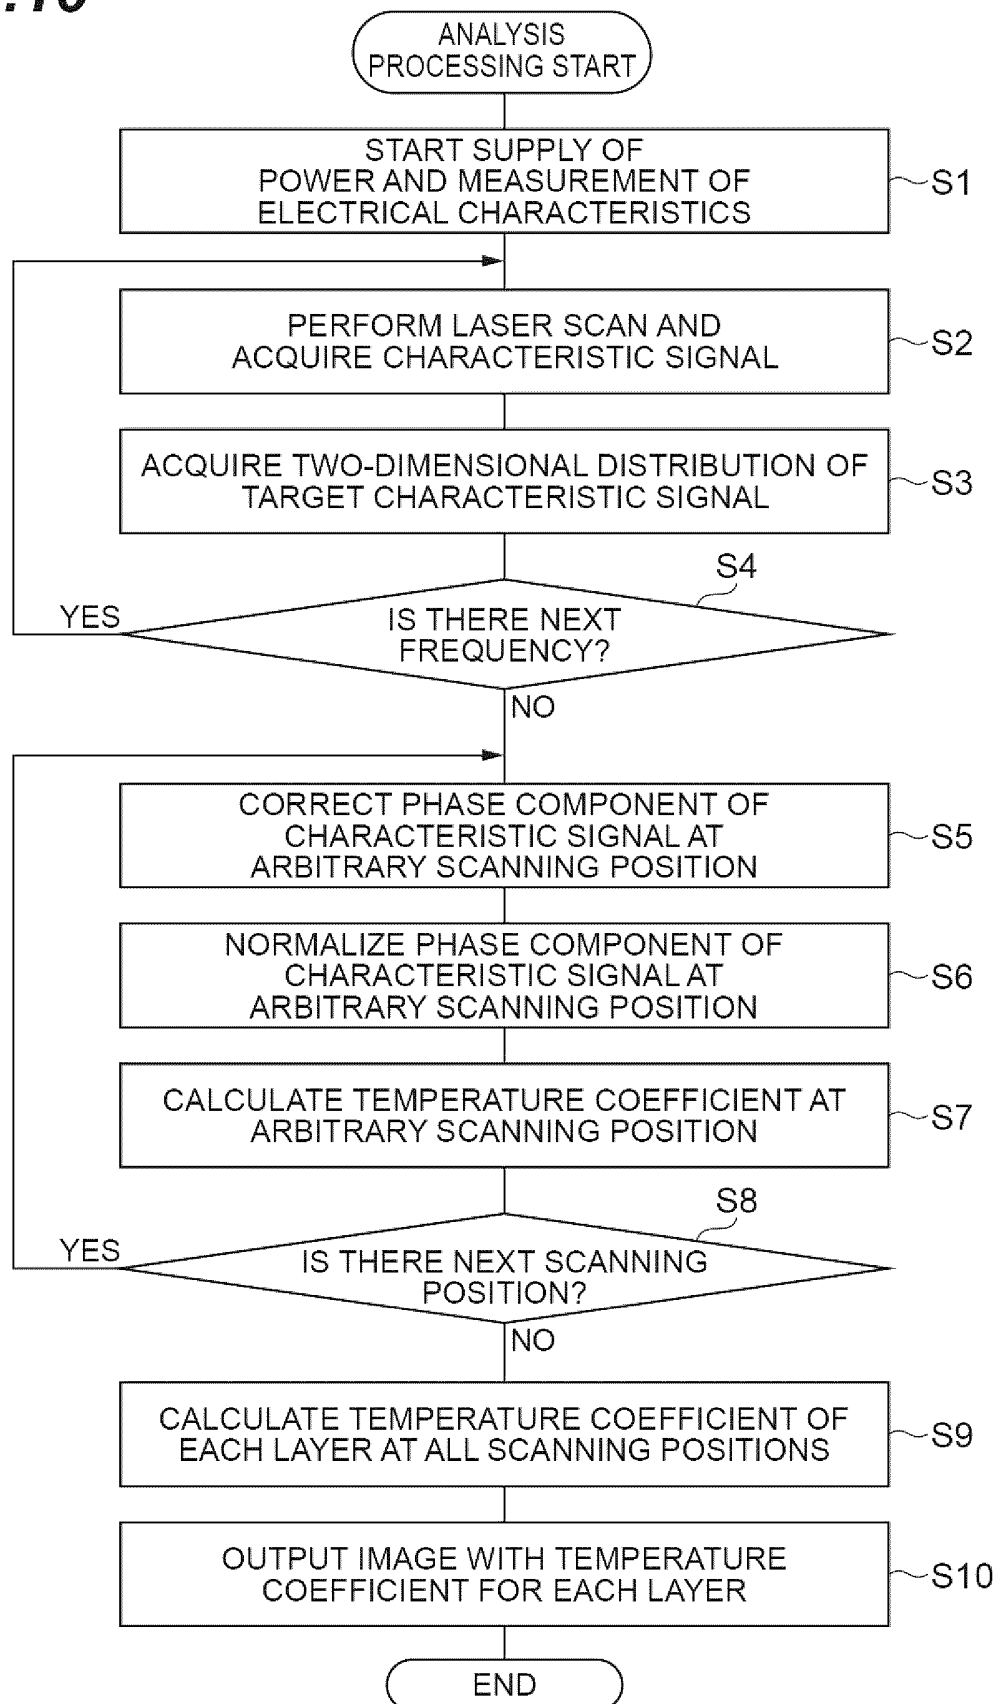 ANALYSIS
PROCESSING START
START SUPPLY OF
POWER AND MEASUREMENT OF
ELECTRICAL CHARACTERISTICS
S1
PERFORM LASER SCAN AND
ACQUIRE CHARACTERISTIC SIGNAL
S2
ACQUIRE TWO-DIMENSIONAL DISTRIBUTION OF
TARGET CHARACTERISTIC SIGNAL
S3
S4
YES
IS THERE NEXT
FREQUENCY?
NO
CORRECT PHASE COMPONENT OF
CHARACTERISTIC SIGNAL AT
ARBITRARY SCANNING POSITION
S5
NORMALIZE PHASE COMPONENT OF
CHARACTERISTIC SIGNAL AT
ARBITRARY SCANNING POSITION
S6
CALCULATE TEMPERATURE COEFFICIENT AT
ARBITRARY SCANNING POSITION
S7
S8
YES
IS THERE NEXT SCANNING
POSITION?
NO
CALCULATE TEMPERATURE COEFFICIENT OF
EACH LAYER AT ALL SCANNING POSITIONS
S9
OUTPUT IMAGE WITH TEMPERATURE
COEFFICIENT FOR EACH LAYER
S10
END